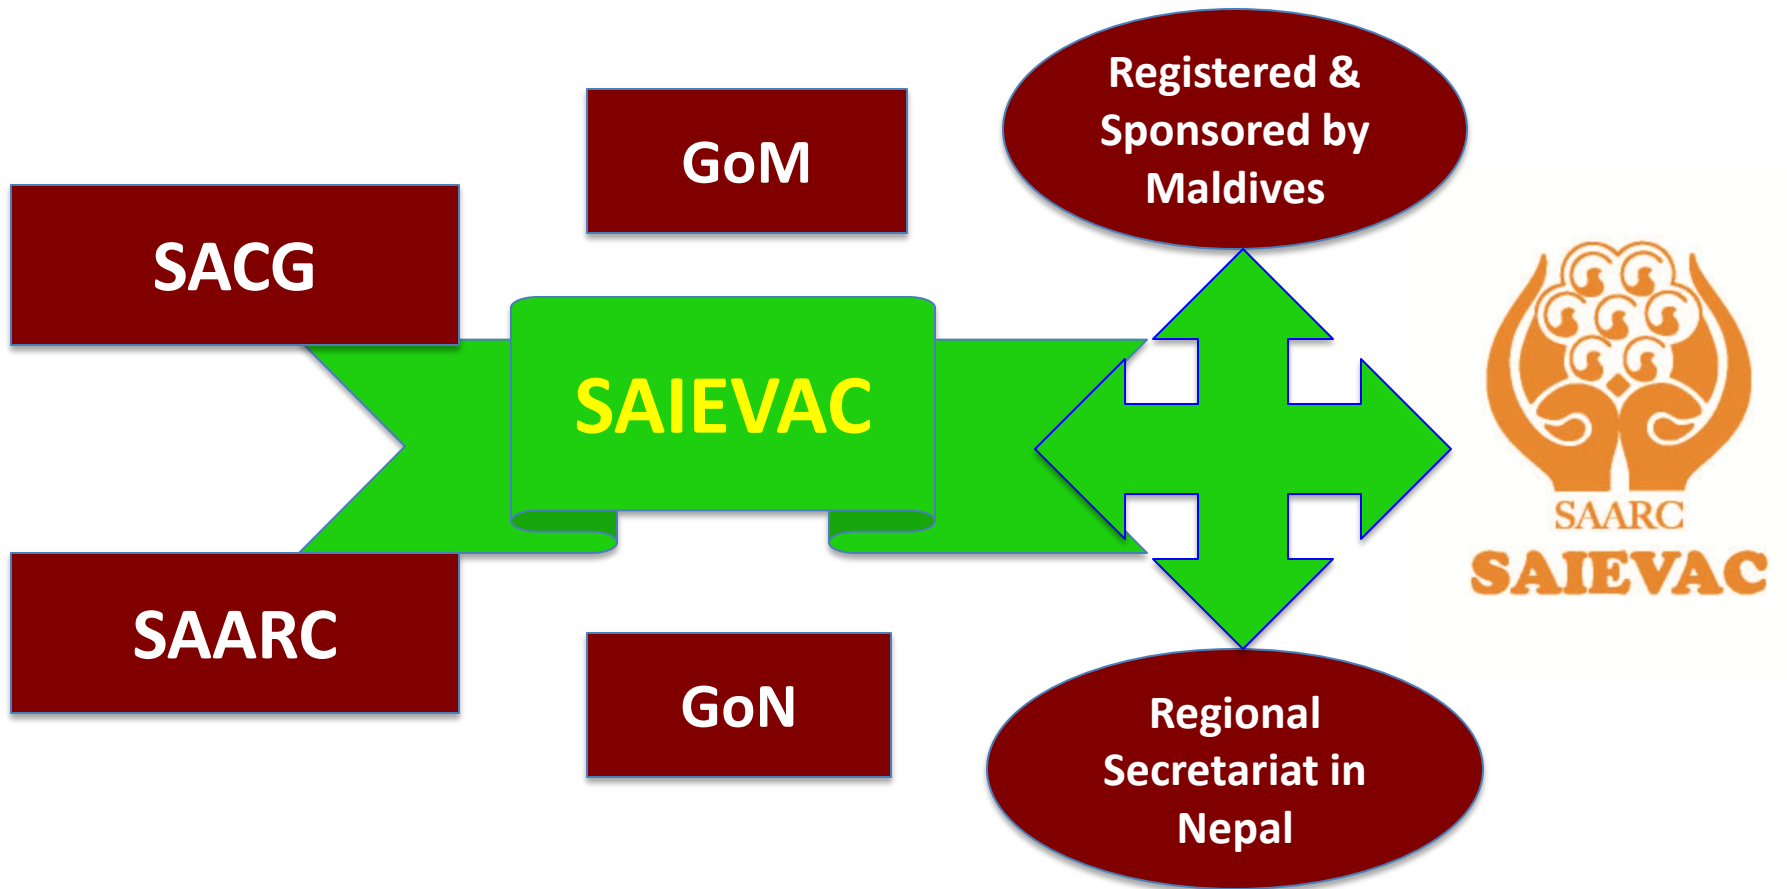 SACG
SAARC
GoM
SAIEVAC
GoN
Registered &
Sponsored by
Maldives
Regional
Secretariat in
Nepal
SAARC
SAIEVAC